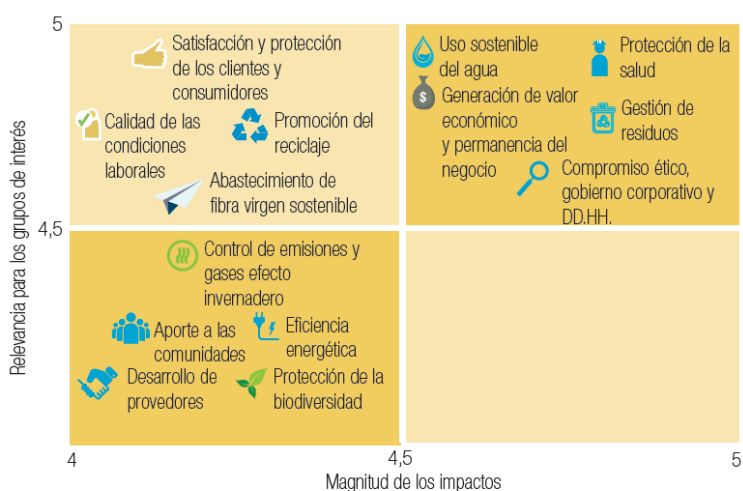 5
Relevancia para los grupos de interés
Satisfacción y protección
de los clientes y
consumidores
Calidad de las
condiciones
laborales
Promoción del
reciclaje
Abastecimiento de
fibra virgen sostenible
Uso sostenible
del agua
Protección de la
salud
$
Generación de valor
económico
y permanencia del
negocio
Gestión de
residuos
Compromiso ético,
gobierno corporativo y
DD.HH.
4,5
Control de emisiones y
gases efecto
invernadero
Aporte a las
comunidades
Eficiencia
energética
Desarrollo de
provedores
Protección de la
biodiversidad
4
4,5
5
Magnitud de los impactos